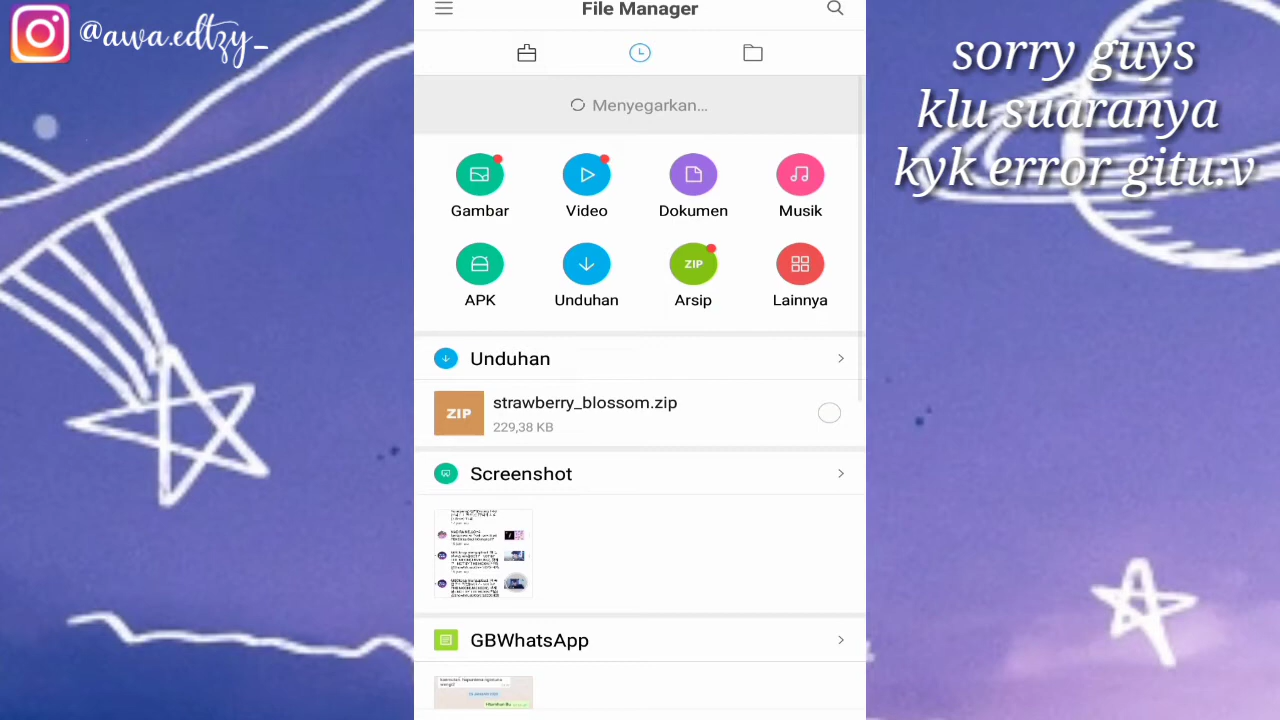 @awa.edtzy_
File Manager
sorry guys
klu suaranya
kyk error gitu:v
Menyegarkan...
Gambar
Video
Dokumen
Musik
ZIP
APK
Unduhan
Arsip
Lainnya
Unduhan
ZIP
strawberry_blossom.zip
229,38 KB
Screenshot
GBWhatsApp